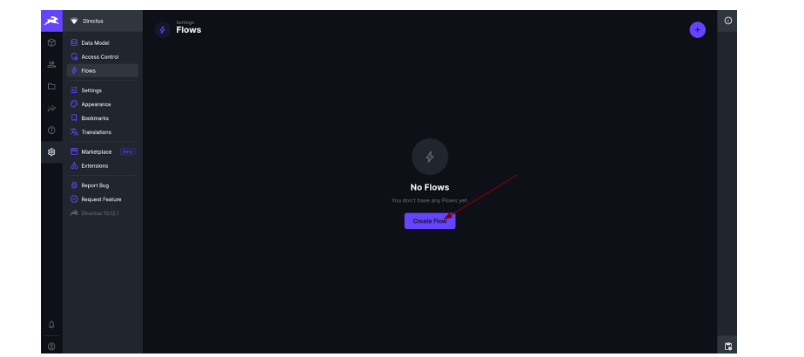 Directus
Data Model
Access Control
Flows
Settings
Appearance
Bookmarks
Translations
Marketplace Beta
Extensions
Report Bug
Request Feature
Directus 10.12.1
Settings
Flows
No Flows
You don't have any Flows yet.
Create Flow